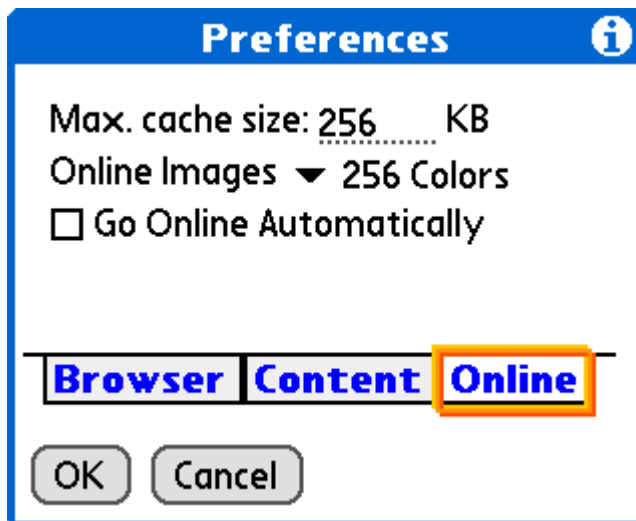 Preferences
Max. cache size: 256 KB
Online Images 256 Colors
Go Online Automatically
Browser Content Online
OK Cancel